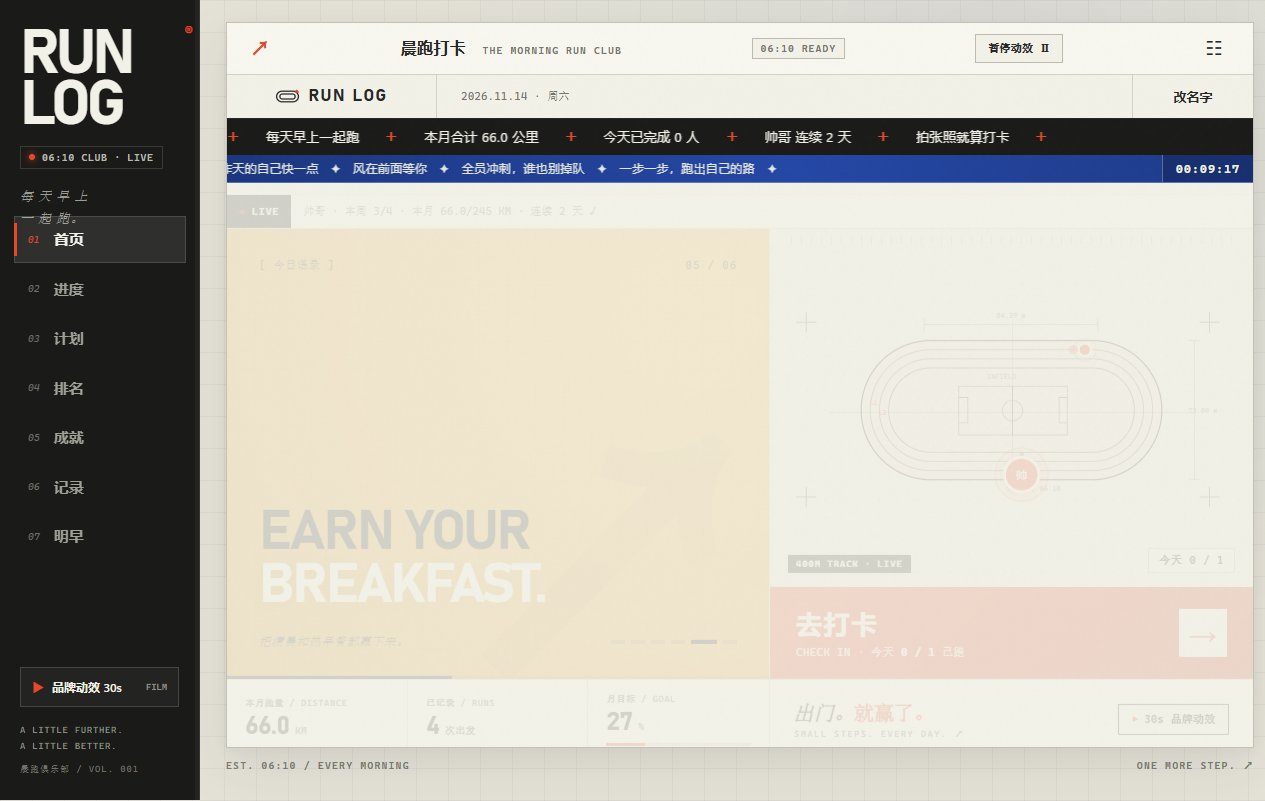 RUN
LOG
06:10 CLUB · LIVE
每天早上
一起跑。
01 首页
02 进度
03 计划
04 排名
05 成就
06 记录
07 明早
品牌动效 30s FILM
A LITTLE FURTHER.
A LITTLE BETTER.
晨跑俱乐部 / VOL. 001
晨跑打卡 THE MORNING RUN CLUB
06:10 READY
暂停动效 Ⅱ
RUN LOG
2026.11.14 · 周六
改名字
+ 每天早上一起跑 + 本月合计 66.0 公里 + 今天已完成 0 人 + 帅哥 连续 2 天 + 拍张照就算打卡 +
天的自己快一点 ✦ 风在前面等你 ✦ 全员冲刺，谁也别掉队 ✦ 一步一步，跑出自己的路 ✦
00:09:17
LIVE 帅哥 · 本周 3/4 · 本月 66.0/245 KM · 连续 2 天
05 / 06
EARN YOUR
BREAKFAST.
INFIELD
帅
06:10
400M TRACK · LIVE
今天 0 / 1
去打卡
CHECK IN · 今天 0 / 1 已跑
→
本月跑量 / DISTANCE
66.0 KM
已记录 / RUNS
4 次出发
月目标 / GOAL
27 %
出门。就赢了。
SMALL STEPS. EVERY DAY. ↗
30s 品牌动效
EST. 06:10 / EVERY MORNING
ONE MORE STEP. ↗